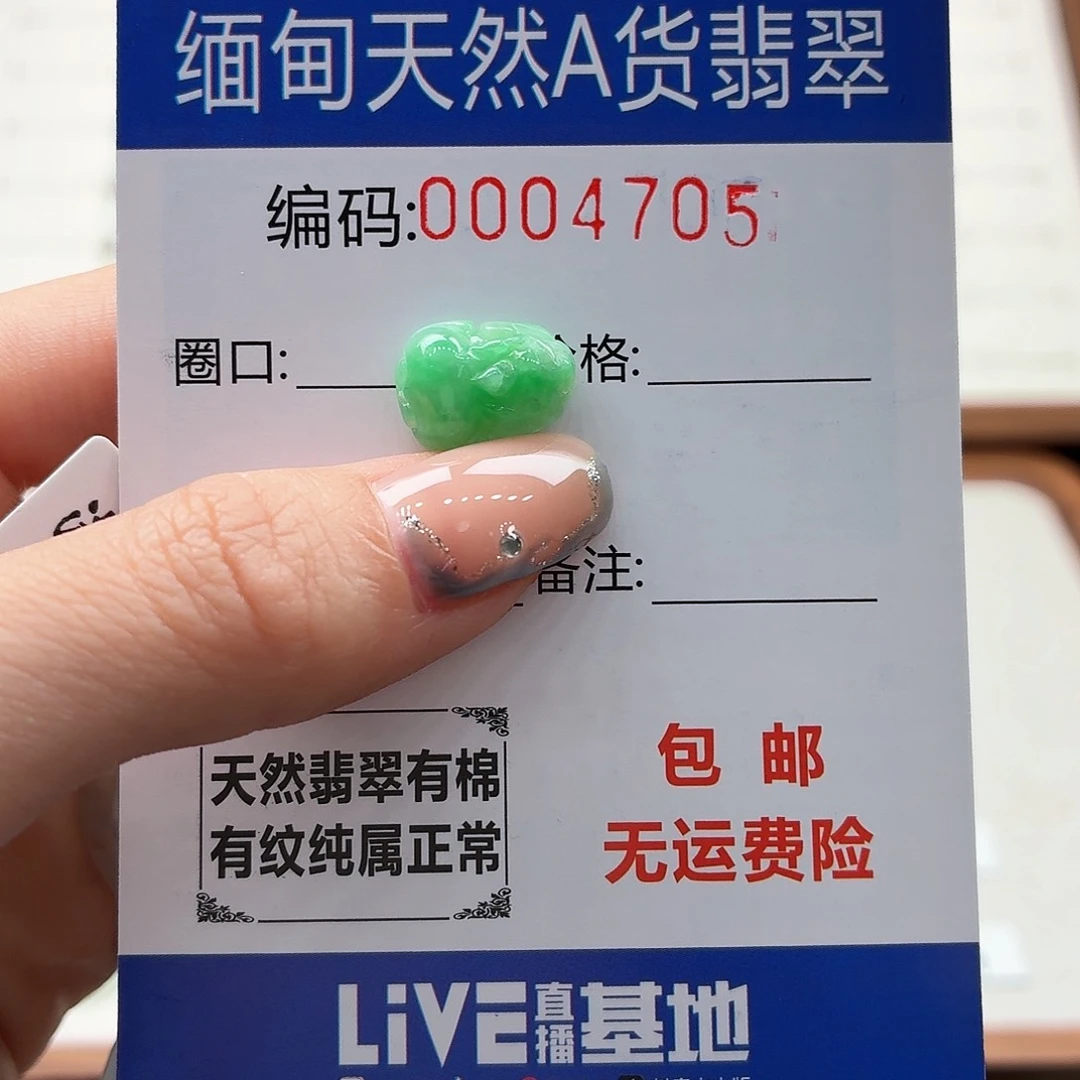 缅甸天然A货翡翠
编码:0004705
圈口: 格:
备注:
天然翡翠有棉
有纹纯属正常
包 邮
无运费险
LiVE直播基地